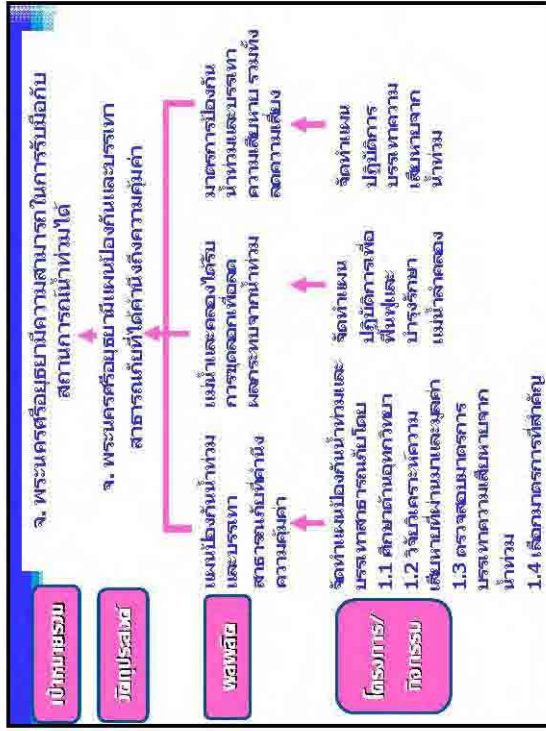 เป้าหมายรวม
จ. พระนครศรีอยุธยามีความสามารถในการรับมือกับ
สถานการณ์น้ำท่วมได้
วัตถุประสงค์
จ. พระนครศรีอยุธยามีแผนป้องกันและบรรเทา
สาธารณภัยที่ได้คำนึงถึงความคุ้มค่า
ผลผลิต
แผนป้องกันน้ำท่วม
และบรรเทา
สาธารณภัยที่คำนึง
ความคุ้มค่า
แม่น้ำและคลองได้รับ
การขุดลอกเพื่อลด
ผลกระทบจากน้ำท่วม
มาตรการป้องกัน
น้ำท่วมและบรรเทา
ความเสียหาย รวมทั้ง
ลดความเสี่ยง
โครงการ/
กิจกรรม
จัดทำแผนป้องกันน้ำท่วมและ
บรรเทาสาธารณภัยโดย
1.1 ศึกษาด้านอุทกวิทยา
1.2 วิจัยวิเคราะห์ความ
เสียหายที่ผ่านมาและมูลค่า
1.3 ตรวจสอบมาตรการ
บรรเทาความเสียหายจาก
น้ำท่วม
1.4 เลือกมาตรการที่สำคัญ
จัดทำแผน
ปฏิบัติการเพื่อ
ฟื้นฟูและ
บำรุงรักษา
แม่น้ำลำคลอง
จัดทำแผน
ปฏิบัติการ
บรรเทาความ
เสียหายจาก
น้ำท่วม